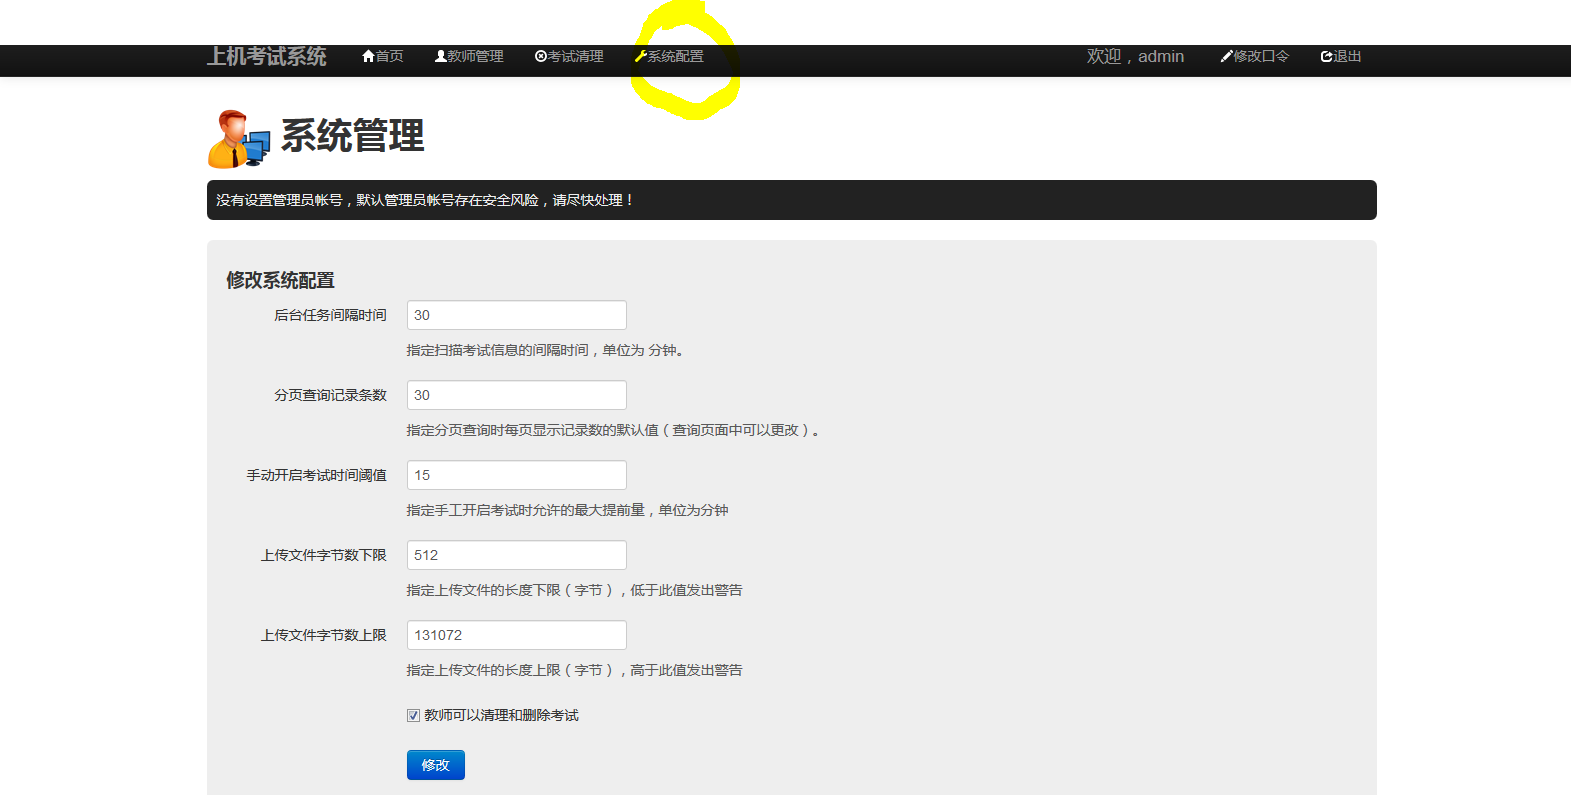 上机考试系统 首页 教师管理 考试清理 系统配置 欢迎，admin 修改口令 退出
系统管理
没有设置管理员帐号，默认管理员帐号存在安全风险，请尽快处理！
修改系统配置
后台任务间隔时间 30
指定扫描考试信息的间隔时间，单位为 分钟。
分页查询记录条数 30
指定分页查询时每页显示记录数的默认值（查询页面中可以更改）。
手动开启考试时间阈值 15
指定手工开启考试时允许的最大提前量，单位为分钟
上传文件字节数下限 512
指定上传文件的长度下限（字节），低于此值发出警告
上传文件字节数上限 131072
指定上传文件的长度上限（字节），高于此值发出警告
教师可以清理和删除考试
修改